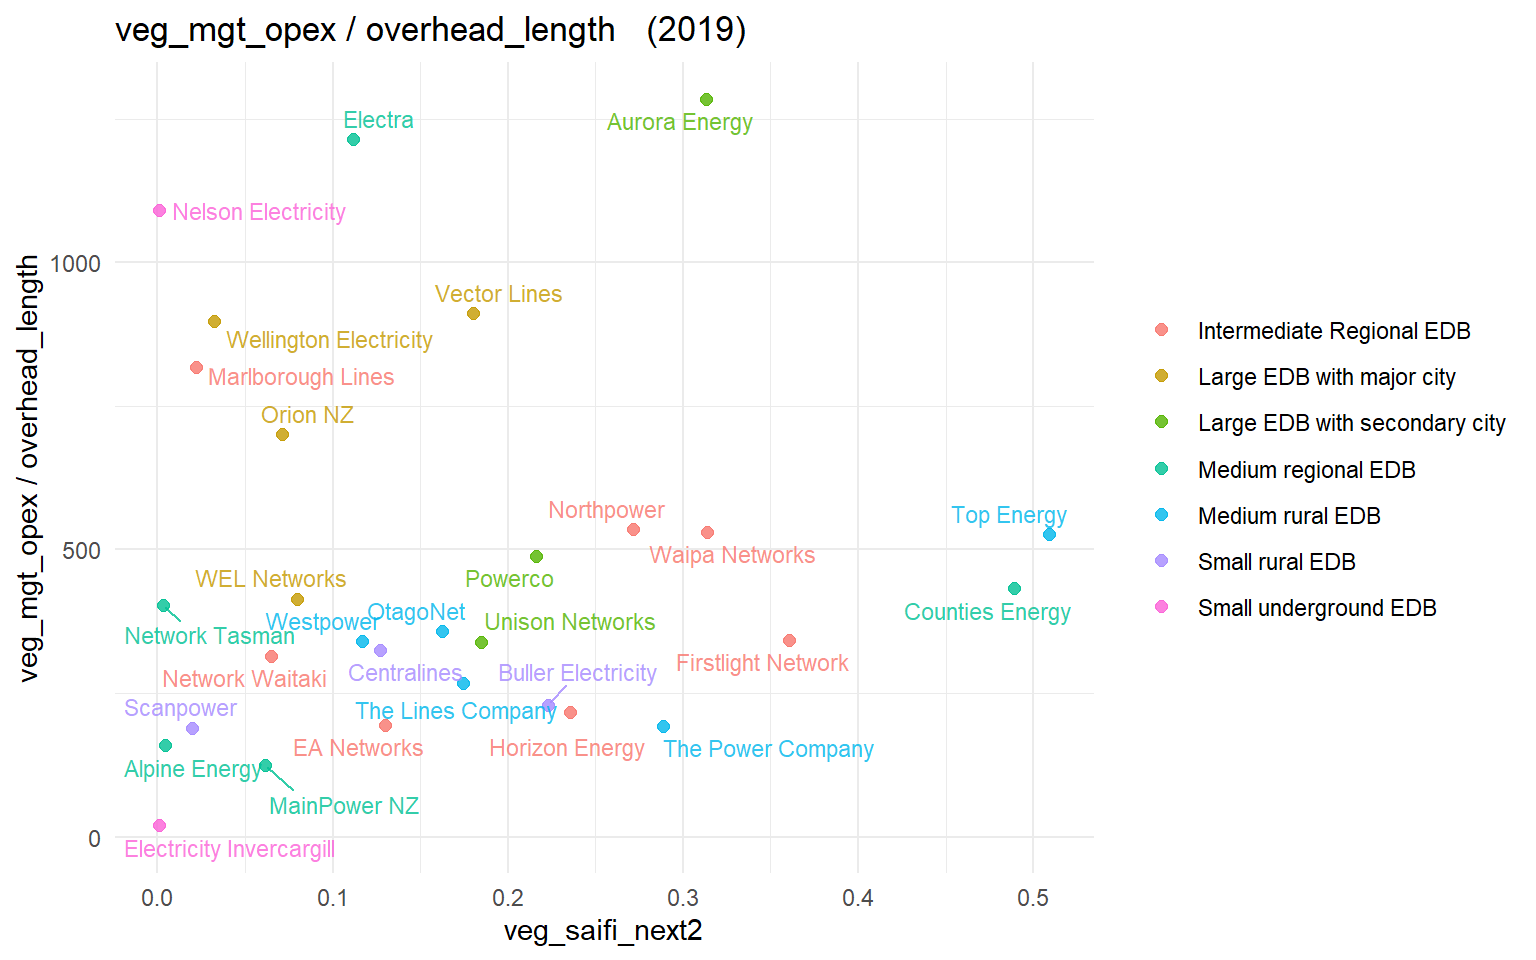 veg_mgt_opex / overhead_length (2019)
Electra
Aurora Energy
Nelson Electricity
1000
Vector Lines
Wellington Electricity
Marlborough Lines
Orion NZ
Northpower
Top Energy
500
Waipa Networks
WEL Networks
Powerco
OtagoNet
Counties Energy
Westpower
Unison Networks
Network Tasman
Firstlight Network
Network Waitaki
Centralines
Buller Electricity
Scanpower
The Lines Company
EA Networks
Horizon Energy
The Power Company
Alpine Energy
MainPower NZ
0
Electricity Invercargill
veg_mgt_opex / overhead_length
0.0 0.1 0.2 0.3 0.4 0.5
veg_saifi_next2
Intermediate Regional EDB
Large EDB with major city
Large EDB with secondary city
Medium regional EDB
Medium rural EDB
Small rural EDB
Small underground EDB